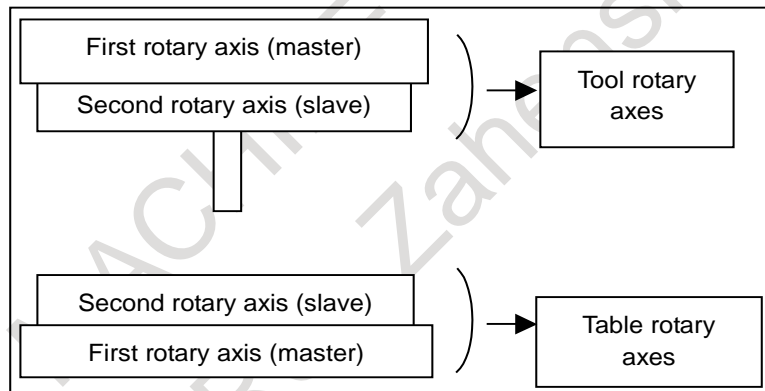 First rotary axis (master)
Second rotary axis (slave)
Tool rotary
axes
Second rotary axis (slave)
First rotary axis (master)
Table rotary
axes